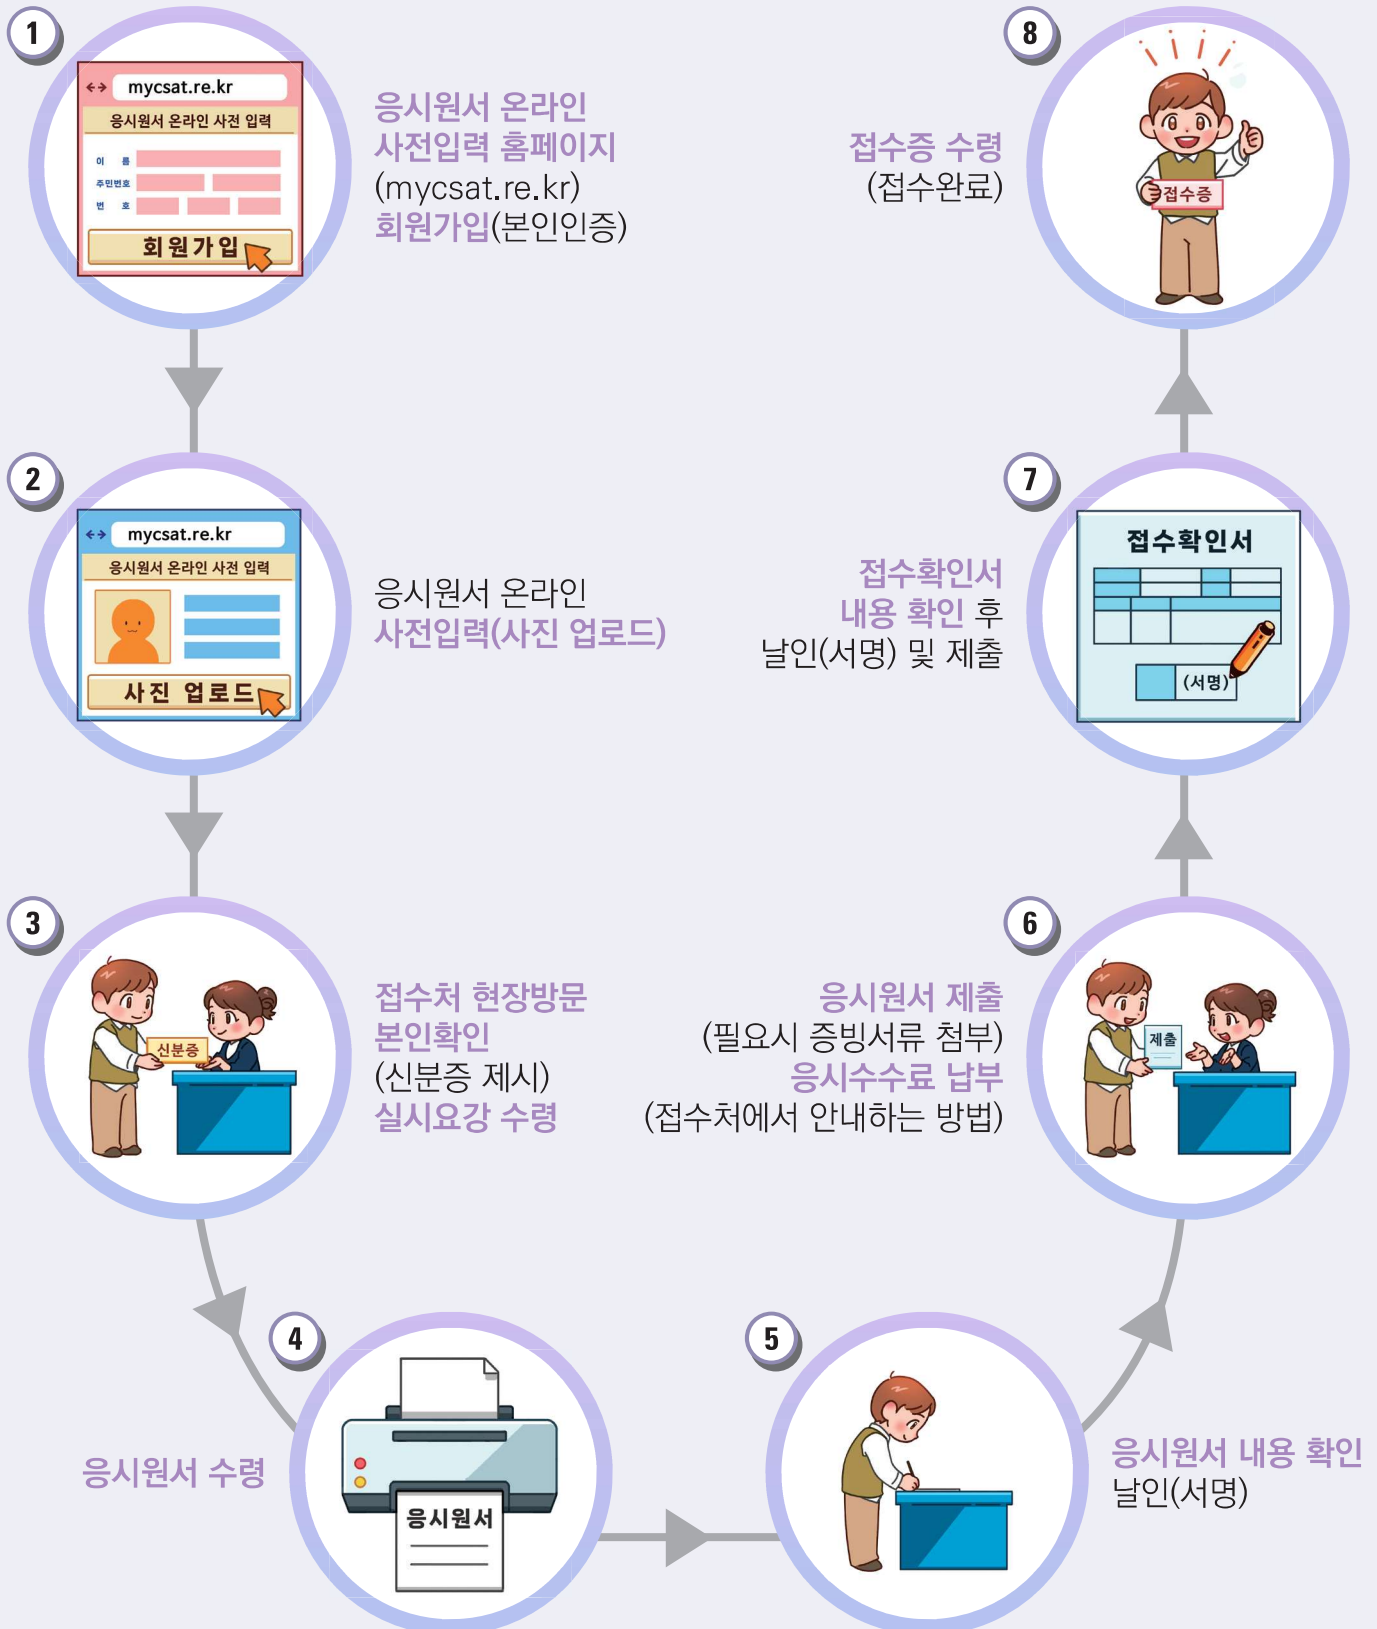 1
mycsat.re.kr
응시원서 온라인 사전 입력
이 름
주민번호
번 호
회원가입
응시원서 온라인
사전입력 홈페이지
(mycsat.re.kr)
회원가입(본인인증)
2
mycsat.re.kr
응시원서 온라인 사전 입력
사진 업로드
응시원서 온라인
사전입력(사진 업로드)
3
신분증
접수처 현장방문
본인확인
(신분증 제시)
실시요강 수령
4
응시원서
응시원서 수령
5
응시원서 내용 확인
날인(서명)
6
제출
응시원서 제출
(필요시 증빙서류 첨부)
응시수수료 납부
(접수처에서 안내하는 방법)
7
접수확인서
(서명)
접수확인서
내용 확인 후
날인(서명) 및 제출
8
접수증
접수증 수령
(접수완료)